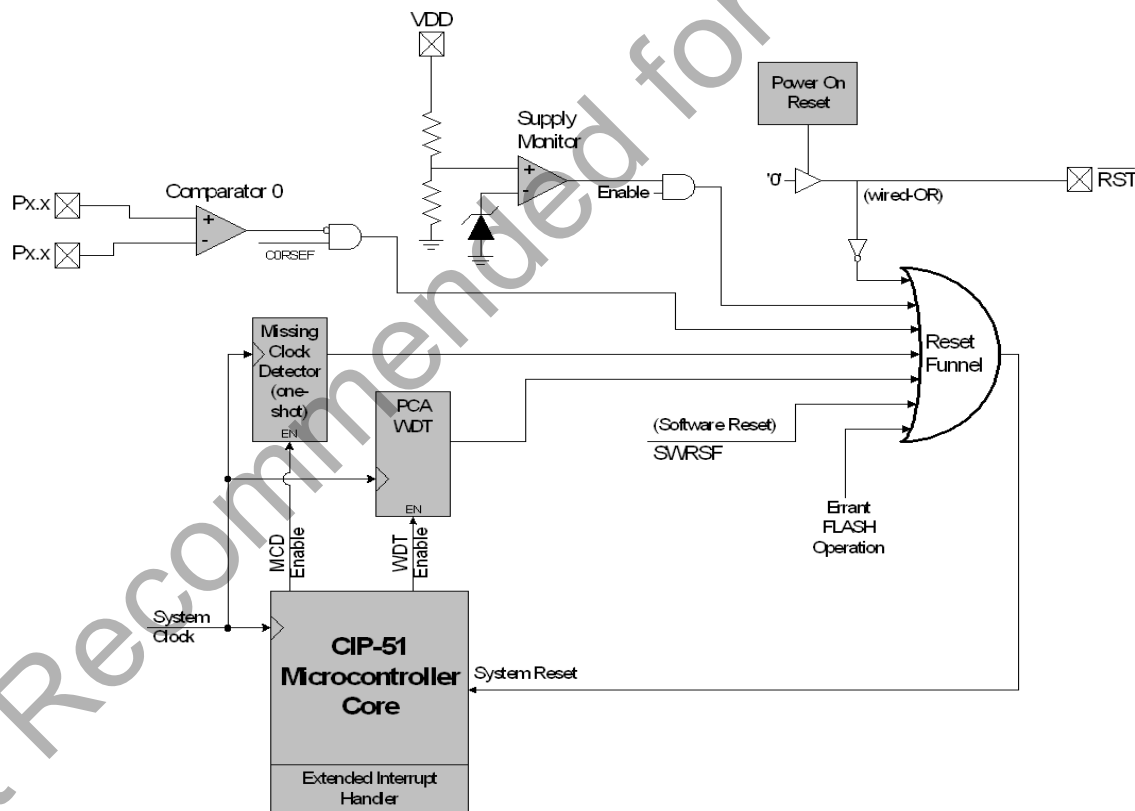 VDD
Power On
Reset
Supply
Monitor
+
-
Enable
'0'
RST
(wired-OR)
Comparator 0
Px.x
+
-
Px.x
C0RSEF
Reset
Funnel
Missing
Clock
Detector
(one-
shot)
EN
PCA
WDT
EN
(Software Reset)
SWRSF
Errant
FLASH
Operation
MCD
Enable
WDT
Enable
System
Clock
CIP-51
Microcontroller
Core
System Reset
Extended Interrupt
Handler
Recommended for